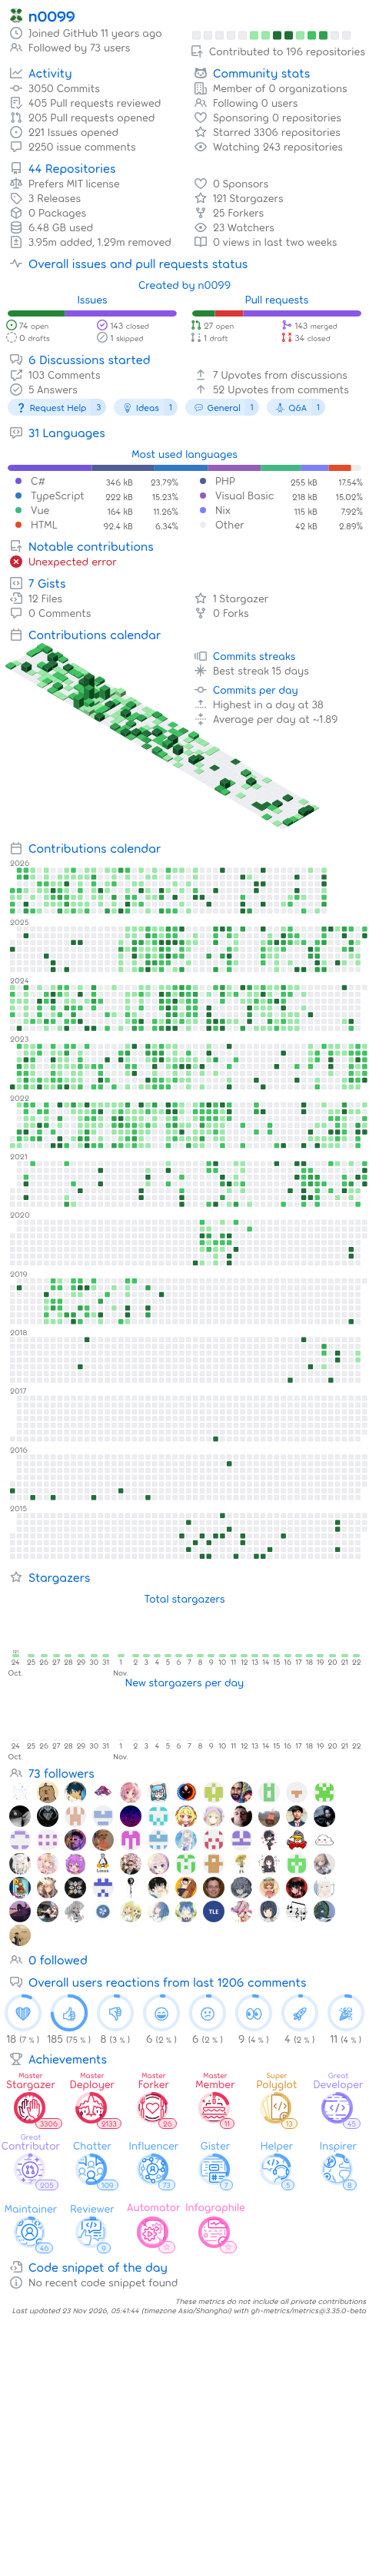 n0099
Joined GitHub 11 years ago
Followed by 73 users
Contributed to 196 repositories
Activity
3050 Commits
405 Pull requests reviewed
205 Pull requests opened
221 Issues opened
2250 issue comments
Community stats
Member of 0 organizations
Following 0 users
Sponsoring 0 repositories
Starred 3306 repositories
Watching 243 repositories
44 Repositories
Prefers MIT license
3 Releases
0 Packages
6.48 GB used
3.95m added, 1.29m removed
0 Sponsors
121 Stargazers
25 Forkers
23 Watchers
0 views in last two weeks
Overall issues and pull requests status
Created by n0099
Issues
74 open
143 closed
0 drafts
1 skipped
Pull requests
27 open
143 merged
1 draft
34 closed
6 Discussions started
103 Comments
5 Answers
7 Upvotes from discussions
52 Upvotes from comments
Request Help 3
Ideas 1
General 1
Q&A 1
31 Languages
Most used languages
C# 346 kB 23.79%
TypeScript 222 kB 15.23%
Vue 164 kB 11.26%
HTML 92.4 kB 6.34%
PHP 255 kB 17.54%
Visual Basic 218 kB 15.02%
Nix 115 kB 7.92%
Other 42 kB 2.89%
Notable contributions
Unexpected error
7 Gists
12 Files
0 Comments
1 Stargazer
0 Forks
Contributions calendar
Commits streaks
Best streak 15 days
Commits per day
Highest in a day at 38
Average per day at ~1.89
Contributions calendar
2026
2025
2024
2023
2022
2021
2020
2019
2018
2017
2016
2015
Stargazers
Total stargazers
24 25 26 27 28 29 30 31 1 2 3 4 5 6 7 8 9 10 11 12 13 14 15 16 17 18 19 20 21 22
Oct. Nov.
New stargazers per day
24 25 26 27 28 29 30 31 1 2 3 4 5 6 7 8 9 10 11 12 13 14 15 16 17 18 19 20 21 22
Oct. Nov.
73 followers
Linux
TLE
0 followed
Overall users reactions from last 1206 comments
18 (7 %) 185 (75 %) 8 (3 %) 6 (2 %) 6 (2 %) 9 (4 %) 4 (2 %) 11 (4 %)
Achievements
Master Master Master Master Super Great
Stargazer Deployer Forker Member Polyglot Developer
3306 2133 26 11 13 45
Great
Contributor Chatter Influencer Gister Helper Inspirer
205 109 73 7 5 8
Maintainer Reviewer Automator Infographile
46 9
Code snippet of the day
No recent code snippet found
These metrics do not include all private contributions
Last updated 23 Nov 2026, 05:41:44 (timezone Asia/Shanghai) with gh-metrics/metrics@3.35.0-beta